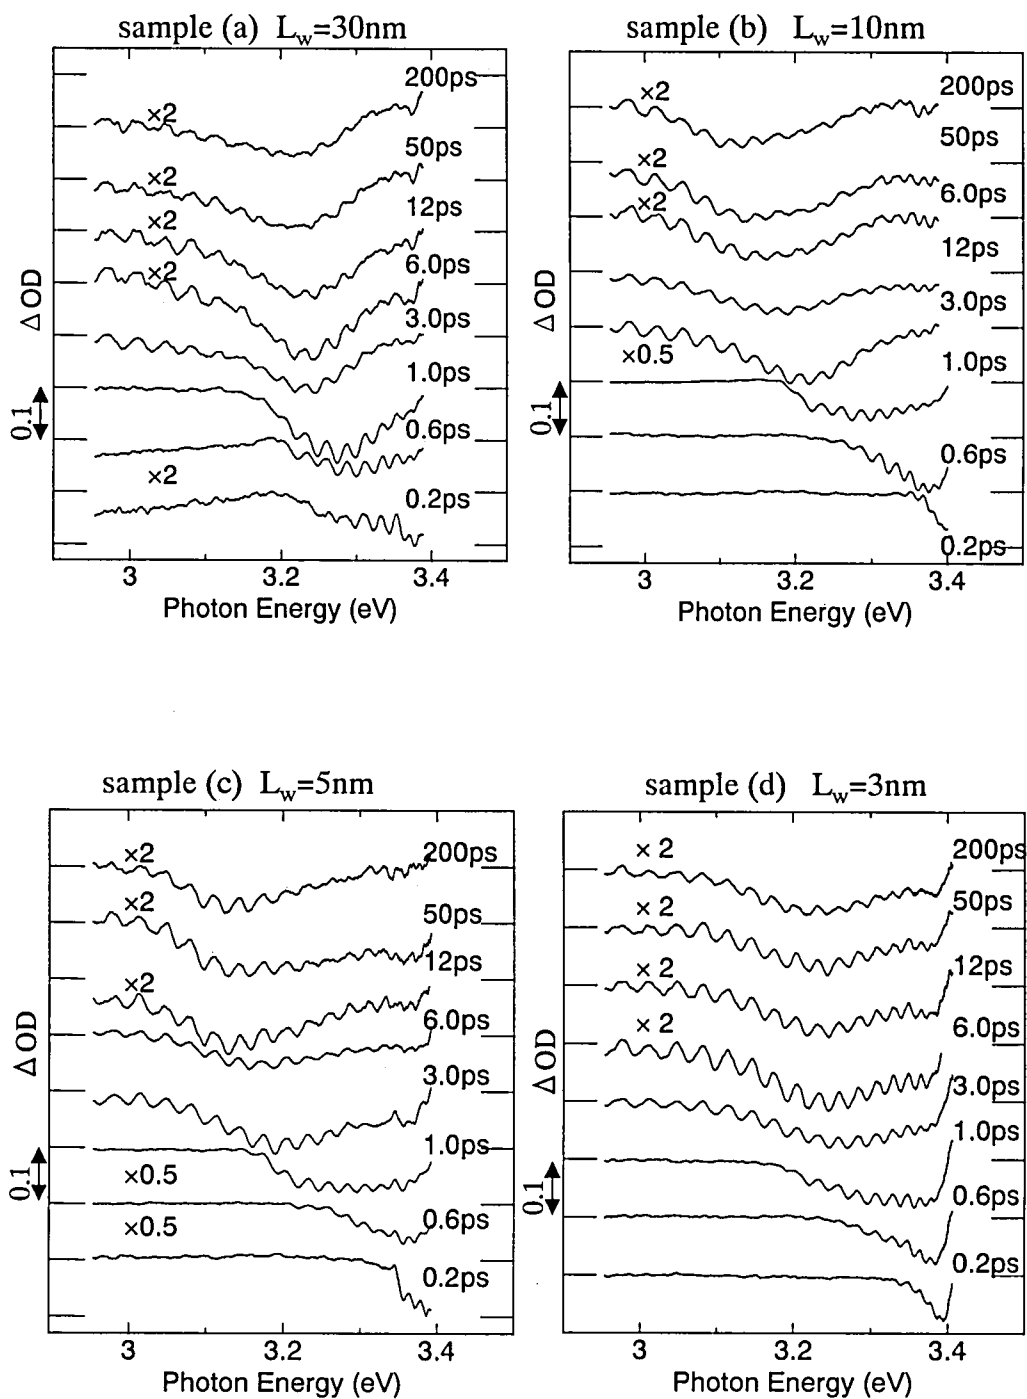 sample (a) L_w=30nm
200ps
×2
50ps
×2
12ps
×2
6.0ps
×2
3.0ps
1.0ps
0.6ps
×2
0.2ps
Δ OD
0.1
3 3.2 3.4
Photon Energy (eV)
sample (b) L_w=10nm
200ps
×2
50ps
×2
6.0ps
×2
12ps
3.0ps
×0.5
1.0ps
0.6ps
0.2ps
Δ OD
0.1
3 3.2 3.4
Photon Energy (eV)
sample (c) L_w=5nm
200ps
×2
50ps
×2
12ps
×2
6.0ps
3.0ps
1.0ps
×0.5
0.6ps
×0.5
0.2ps
Δ OD
0.1
3 3.2 3.4
Photon Energy (eV)
sample (d) L_w=3nm
200ps
× 2
50ps
× 2
12ps
× 2
6.0ps
× 2
3.0ps
1.0ps
0.6ps
0.2ps
Δ OD
0.1
3 3.2 3.4
Photon Energy (eV)